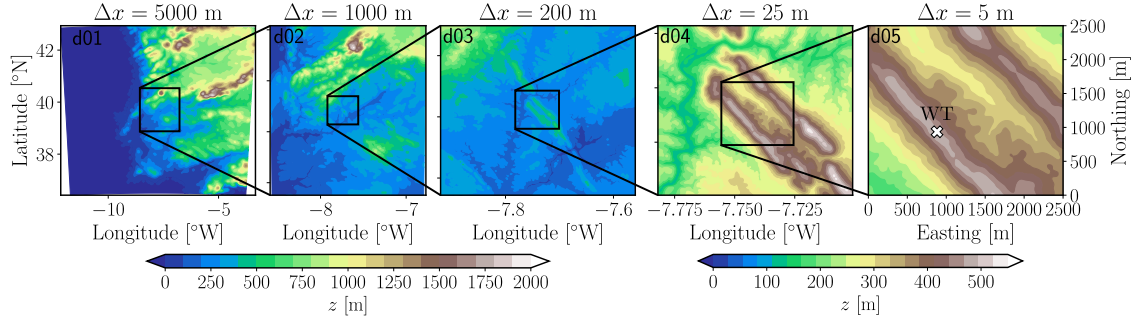 Δx = 5000 m
Δx = 1000 m
Δx = 200 m
Δx = 25 m
Δx = 5 m
d01
d02
d03
d04
d05
WT
Latitude [°N]
42
40
38
−10
−5
Longitude [°W]
−8
−7
Longitude [°W]
−7.8
−7.6
Longitude [°W]
−7.775
−7.750
−7.725
Longitude [°W]
0
500
1000
1500
2000
2500
Easting [m]
2500
2000
1500
1000
500
0
Northing [m]
0
250
500
750
1000
1250
1500
1750
2000
z [m]
0
100
200
300
400
500
z [m]